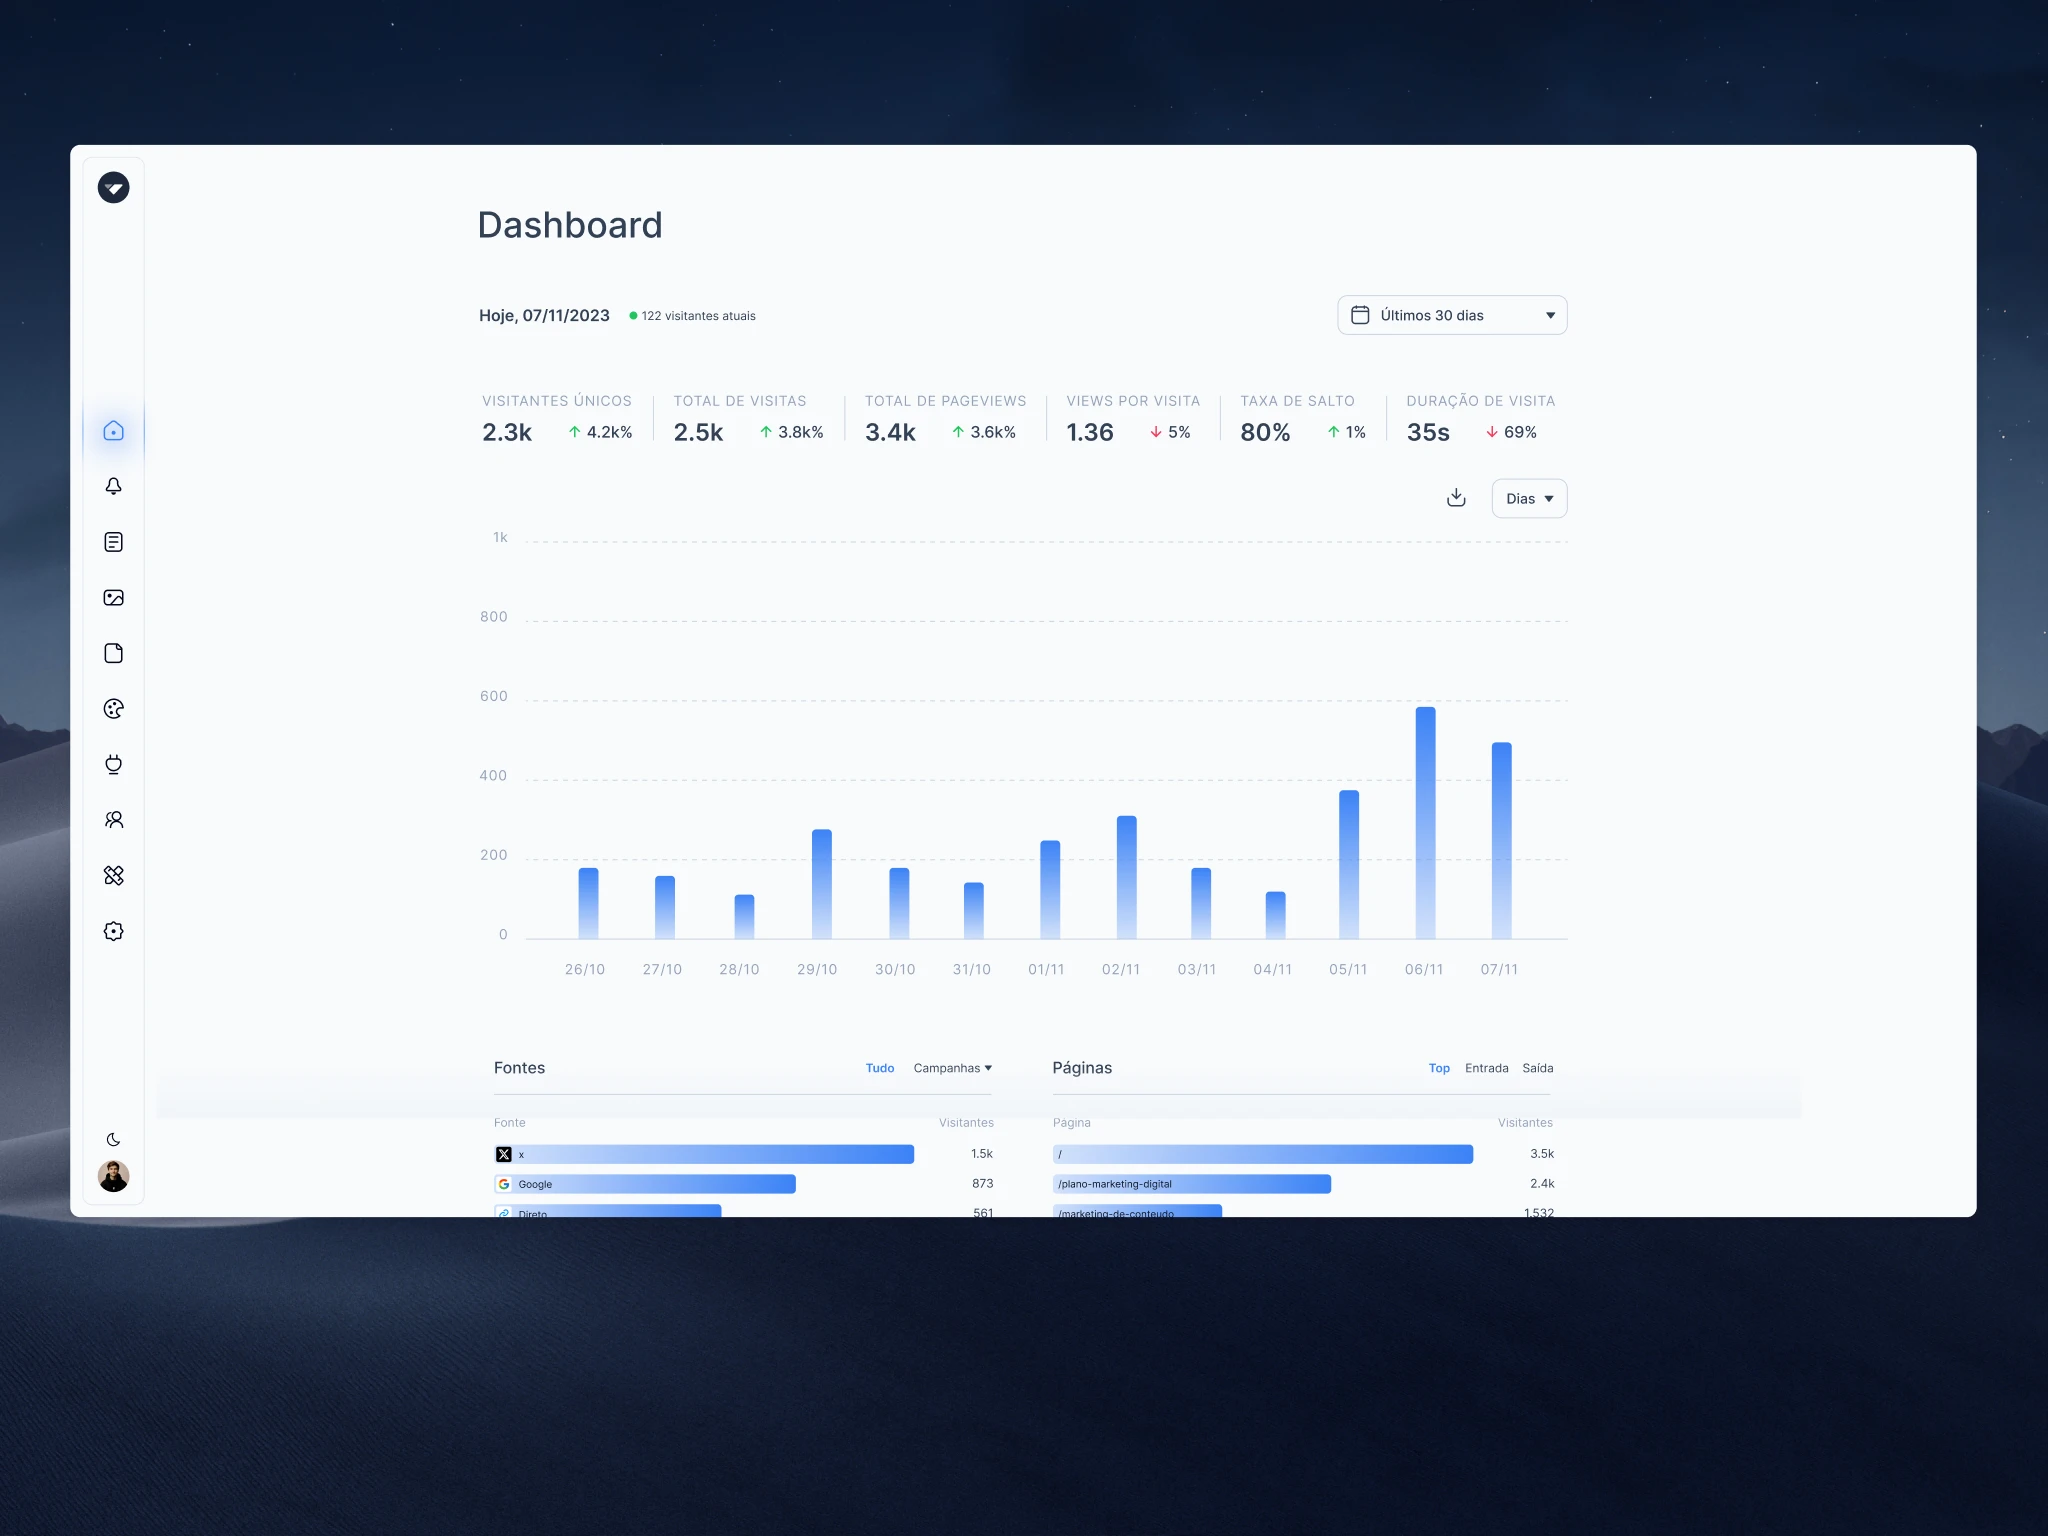 Dashboard
Hoje, 07/11/2023 122 visitantes atuais Últimos 30 dias
VISITANTES ÚNICOS TOTAL DE VISITAS TOTAL DE PAGEVIEWS VIEWS POR VISITA TAXA DE SALTO DURAÇÃO DE VISITA
2.3k 4.2k% 2.5k 3.8k% 3.4k 3.6k% 1.36 5% 80% 1% 35s 69%
Dias
1k
800
600
400
200
0
26/10 27/10 28/10 29/10 30/10 31/10 01/11 02/11 03/11 04/11 05/11 06/11 07/11
Fontes Tudo Campanhas
Fonte Visitantes
x 1.5k
Google 873
Direto 561
Páginas Top Entrada Saída
Página Visitantes
/ 3.5k
/plano-marketing-digital 2.4k
/marketing-de-conteudo 1.532